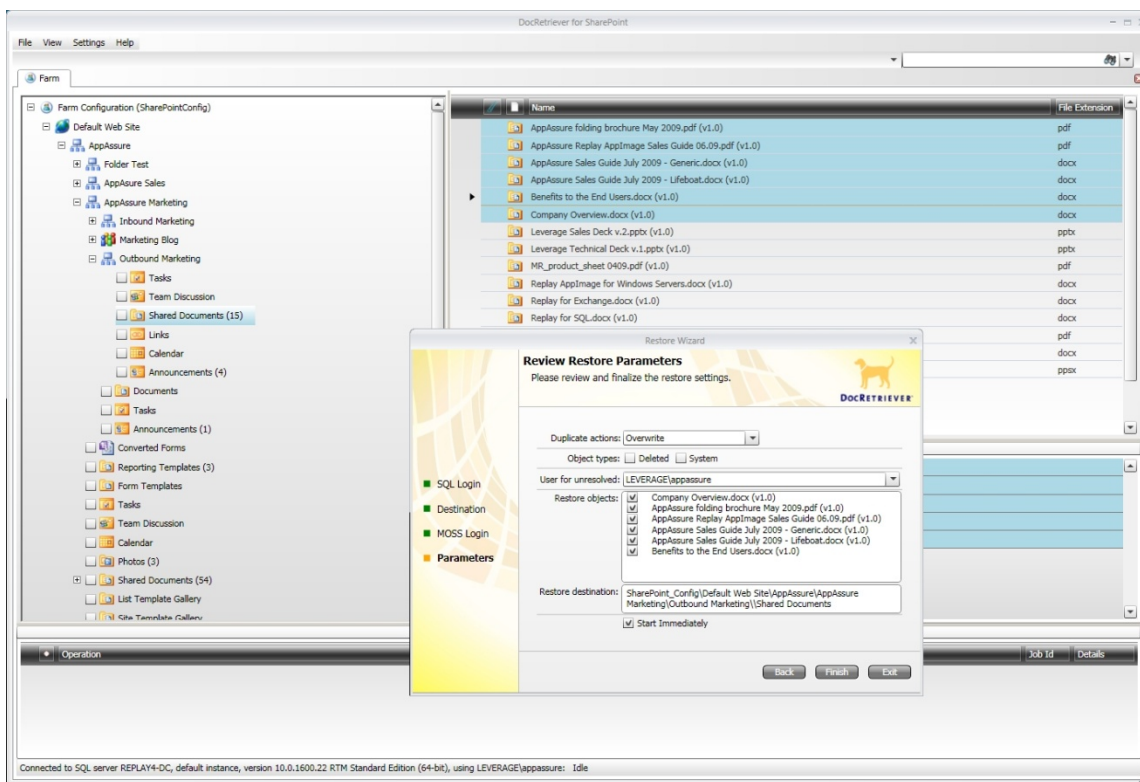 DocRetriever for SharePoint
File View Settings Help
Farm
Farm Configuration (SharePointConfig)
Default Web Site
AppAssure
Folder Test
AppAsure Sales
AppAssure Marketing
Inbound Marketing
Marketing Blog
Outbound Marketing
Tasks
Team Discussion
Shared Documents (15)
Links
Calendar
Announcements (4)
Documents
Tasks
Announcements (1)
Converted Forms
Reporting Templates (3)
Form Templates
Tasks
Team Discussion
Calendar
Photos (3)
Shared Documents (54)
List Template Gallery
Site Template Gallery
Name File Extension
AppAssure folding brochure May 2009.pdf (v1.0) pdf
AppAssure Replay AppImage Sales Guide 06.09.pdf (v1.0) pdf
AppAssure Sales Guide July 2009 - Generic.docx (v1.0) docx
AppAssure Sales Guide July 2009 - Lifeboat.docx (v1.0) docx
Benefits to the End Users.docx (v1.0) docx
Company Overview.docx (v1.0) docx
Leverage Sales Deck v.2.pptx (v1.0) pptx
Leverage Technical Deck v.1.pptx (v1.0) pptx
MR_product_sheet 0409.pdf (v1.0) pdf
Replay AppImage for Windows Servers.docx (v1.0) docx
Replay for Exchange.docx (v1.0) docx
Replay for SQL.docx (v1.0) docx
pdf
docx
ppsx
Restore Wizard
Review Restore Parameters
Please review and finalize the restore settings.
DOCRETRIEVER
SQL Login
Destination
MOSS Login
Parameters
Duplicate actions: Overwrite
Object types: Deleted System
User for unresolved: LEVERAGE\appassure
Restore objects: Company Overview.docx (v1.0)
AppAssure folding brochure May 2009.pdf (v1.0)
AppAssure Replay AppImage Sales Guide 06.09.pdf (v1.0)
AppAssure Sales Guide July 2009 - Generic.docx (v1.0)
AppAssure Sales Guide July 2009 - Lifeboat.docx (v1.0)
Benefits to the End Users.docx (v1.0)
Restore destination: SharePoint_Config\Default Web Site\AppAssure\AppAssure
Marketing\Outbound Marketing\\Shared Documents
Start Immediately
Back Finish Exit
Operation Job Id Details
Connected to SQL server REPLAY4-DC, default instance, version 10.0.1600.22 RTM Standard Edition (64-bit), using LEVERAGE\appassure: Idle